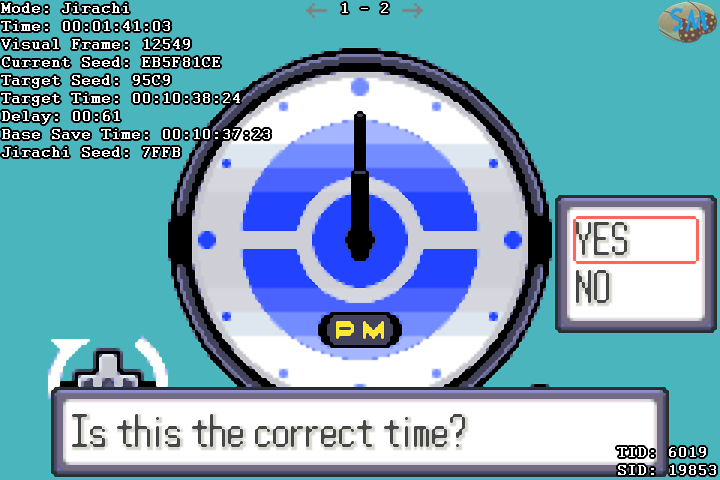 Mode: Jirachi
← 1 - 2 →
Time: 00:01:41:03
Visual Frame: 12549
Current Seed: EB5F81CE
Target Seed: 95C9
Target Time: 00:10:38:24
Delay: 00:61
Base Save Time: 00:10:37:23
Jirachi Seed: 7FFB
SM
YES
NO
PM
Is this the correct time?
TID: 6019
SID: 19853